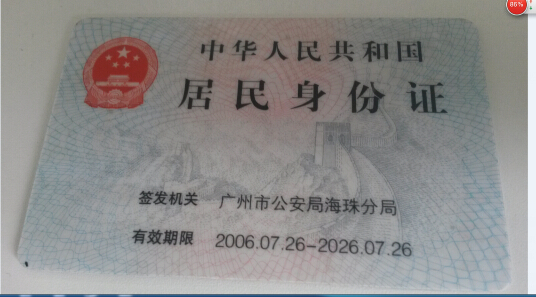 86%
中华人民共和国
居民身份证
签发机关 广州市公安局海珠分局
有效期限 2006.07.26-2026.07.26